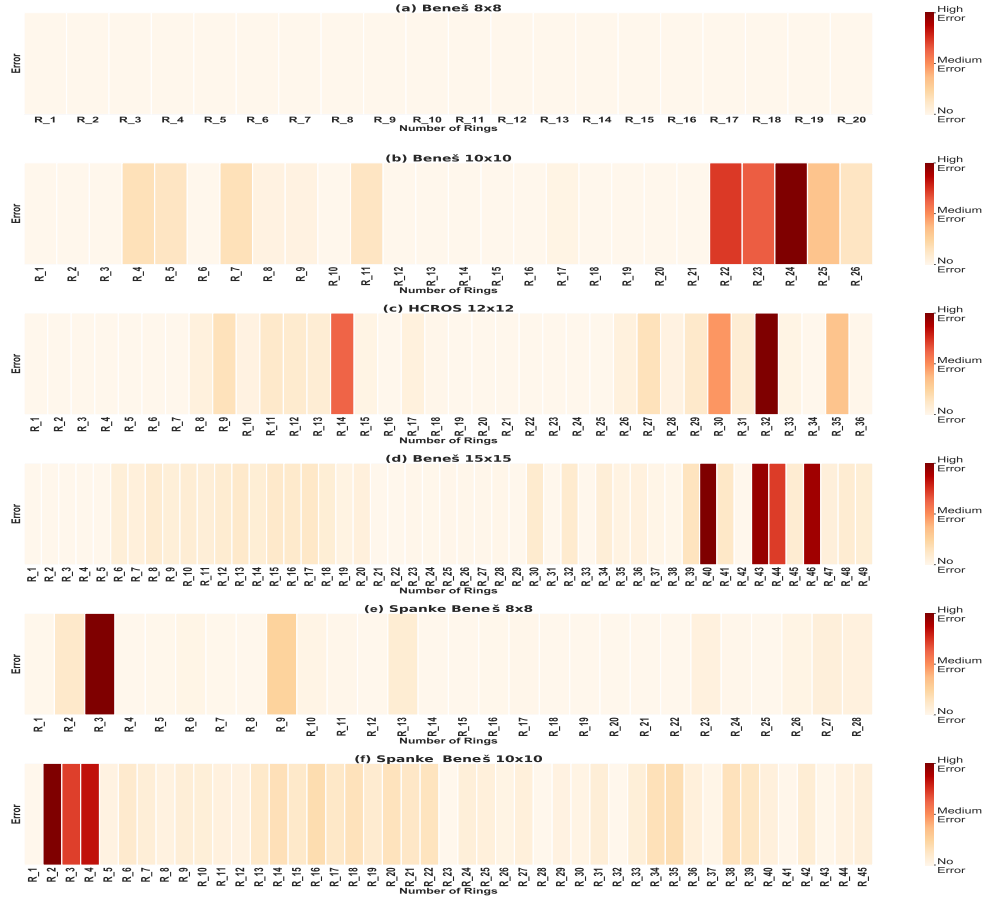 (a) Beneš 8x8
High
Error
Error
Medium
Error
No
Error
R_1 R_2 R_3 R_4 R_5 R_6 R_7 R_8 R_9 R_10 R_11 R_12 R_13 R_14 R_15 R_16 R_17 R_18 R_19 R_20
Number of Rings
(b) Beneš 10x10
High
Error
Error
Medium
Error
No
Error
R_1 R_2 R_3 R_4 R_5 R_6 R_7 R_8 R_9 R_10 R_11 R_12 R_13 R_14 R_15 R_16 R_17 R_18 R_19 R_20 R_21 R_22 R_23 R_24 R_25 R_26
Number of Rings
(c) HCROS 12x12
High
Error
Error
Medium
Error
No
Error
R_1 R_2 R_3 R_4 R_5 R_6 R_7 R_8 R_9 R_10 R_11 R_12 R_13 R_14 R_15 R_16 R_17 R_18 R_19 R_20 R_21 R_22 R_23 R_24 R_25 R_26 R_27 R_28 R_29 R_30 R_31 R_32 R_33 R_34 R_35 R_36
Number of Rings
(d) Beneš 15x15
High
Error
Error
Medium
Error
No
Error
R_1 R_2 R_3 R_4 R_5 R_6 R_7 R_8 R_9 R_10 R_11 R_12 R_13 R_14 R_15 R_16 R_17 R_18 R_19 R_20 R_21 R_22 R_23 R_24 R_25 R_26 R_27 R_28 R_29 R_30 R_31 R_32 R_33 R_34 R_35 R_36 R_37 R_38 R_39 R_40 R_41 R_42 R_43 R_44 R_45 R_46 R_47 R_48 R_49
Number of Rings
(e) Spanke Beneš 8x8
High
Error
Error
Medium
Error
No
Error
R_1 R_2 R_3 R_4 R_5 R_6 R_7 R_8 R_9 R_10 R_11 R_12 R_13 R_14 R_15 R_16 R_17 R_18 R_19 R_20 R_21 R_22 R_23 R_24 R_25 R_26 R_27 R_28
Number of Rings
(f) Spanke Beneš 10x10
High
Error
Error
Medium
Error
No
Error
R_1 R_2 R_3 R_4 R_5 R_6 R_7 R_8 R_9 R_10 R_11 R_12 R_13 R_14 R_15 R_16 R_17 R_18 R_19 R_20 R_21 R_22 R_23 R_24 R_25 R_26 R_27 R_28 R_29 R_30 R_31 R_32 R_33 R_34 R_35 R_36 R_37 R_38 R_39 R_40 R_41 R_42 R_43 R_44 R_45
Number of Rings